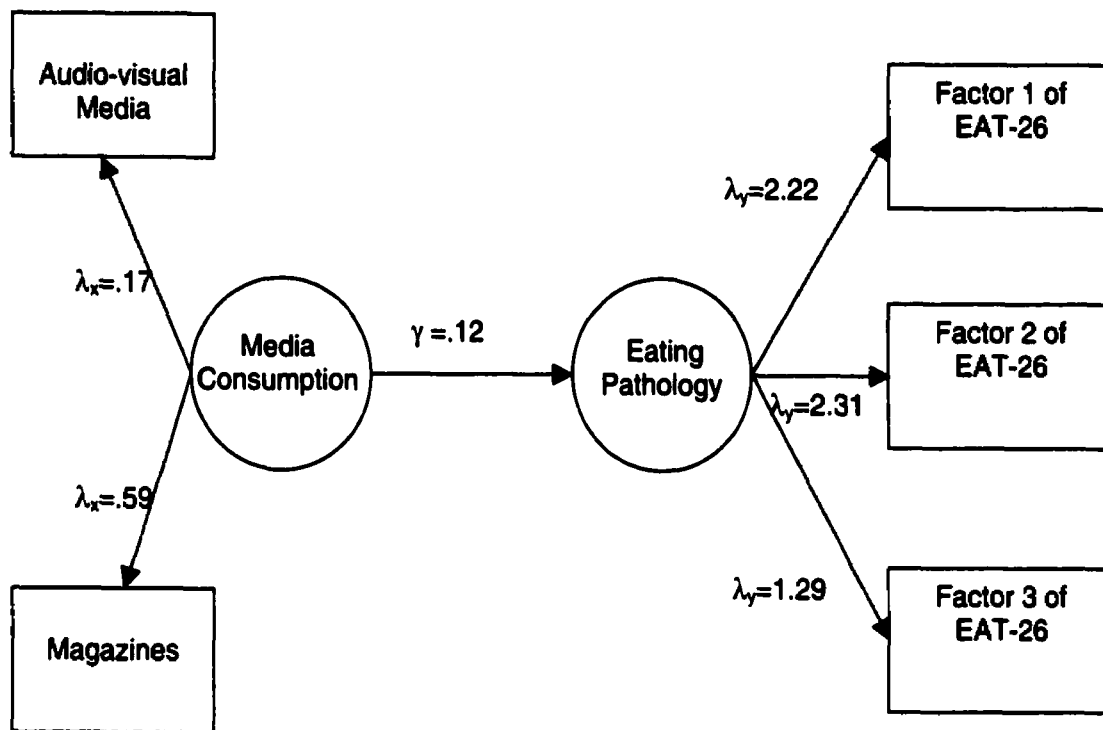 Audio-visual
Media
Factor 1 of
EAT-26
λy=2.22
λx=.17
Media
Consumption
γ =.12
Eating
Pathology
Factor 2 of
EAT-26
λy=2.31
λx=.59
λy=1.29
Magazines
Factor 3 of
EAT-26